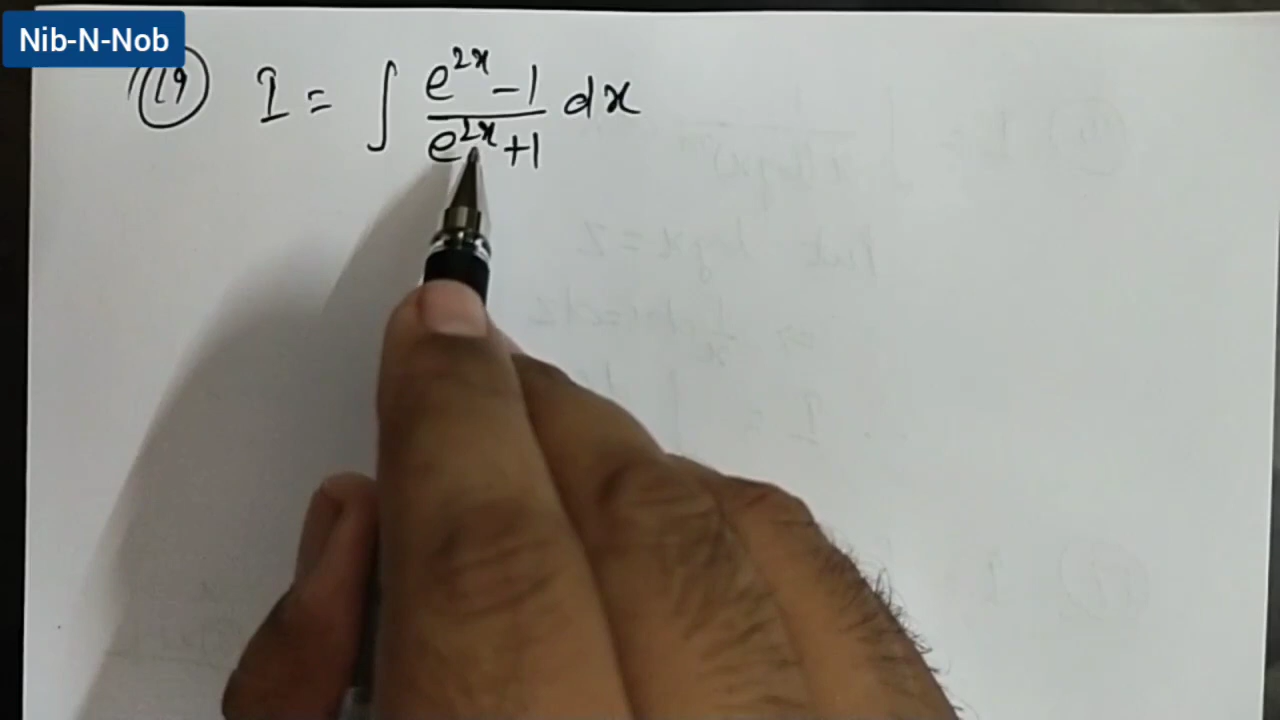 Nib-N-Nob
(19) I = ∫ (e^{2x} - 1)/(e^{2x} + 1) dx